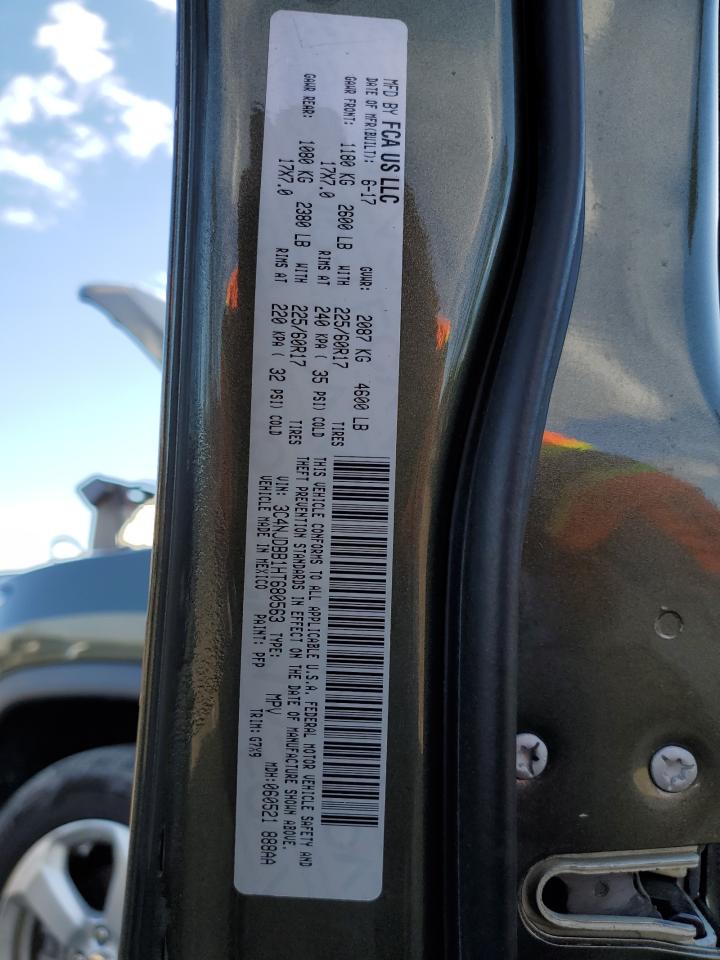 MFD BY FCA US LLC
DATE OF MFR(BUILT): 6-17 GVWR: 2087 KG 4600 LB
GAWR FRONT: 1180 KG 2600 LB WITH 225/60R17 TIRES
17X7.0 RIMS AT 240 KPA ( 35 PSI) COLD
GAWR REAR: 1080 KG 2380 LB WITH 225/60R17 TIRES
17X7.0 RIMS AT 220 KPA ( 32 PSI) COLD
THIS VEHICLE CONFORMS TO ALL APPLICABLE U.S.A. FEDERAL MOTOR VEHICLE SAFETY AND
THEFT PREVENTION STANDARDS IN EFFECT ON THE DATE OF MANUFACTURE SHOWN ABOVE.
VIN: 3C4NJDBB1HT680563 TYPE: MPV MDH:060521 888AA
VEHICLE MADE IN MEXICO PAINT: PFP TRIM: G7X9